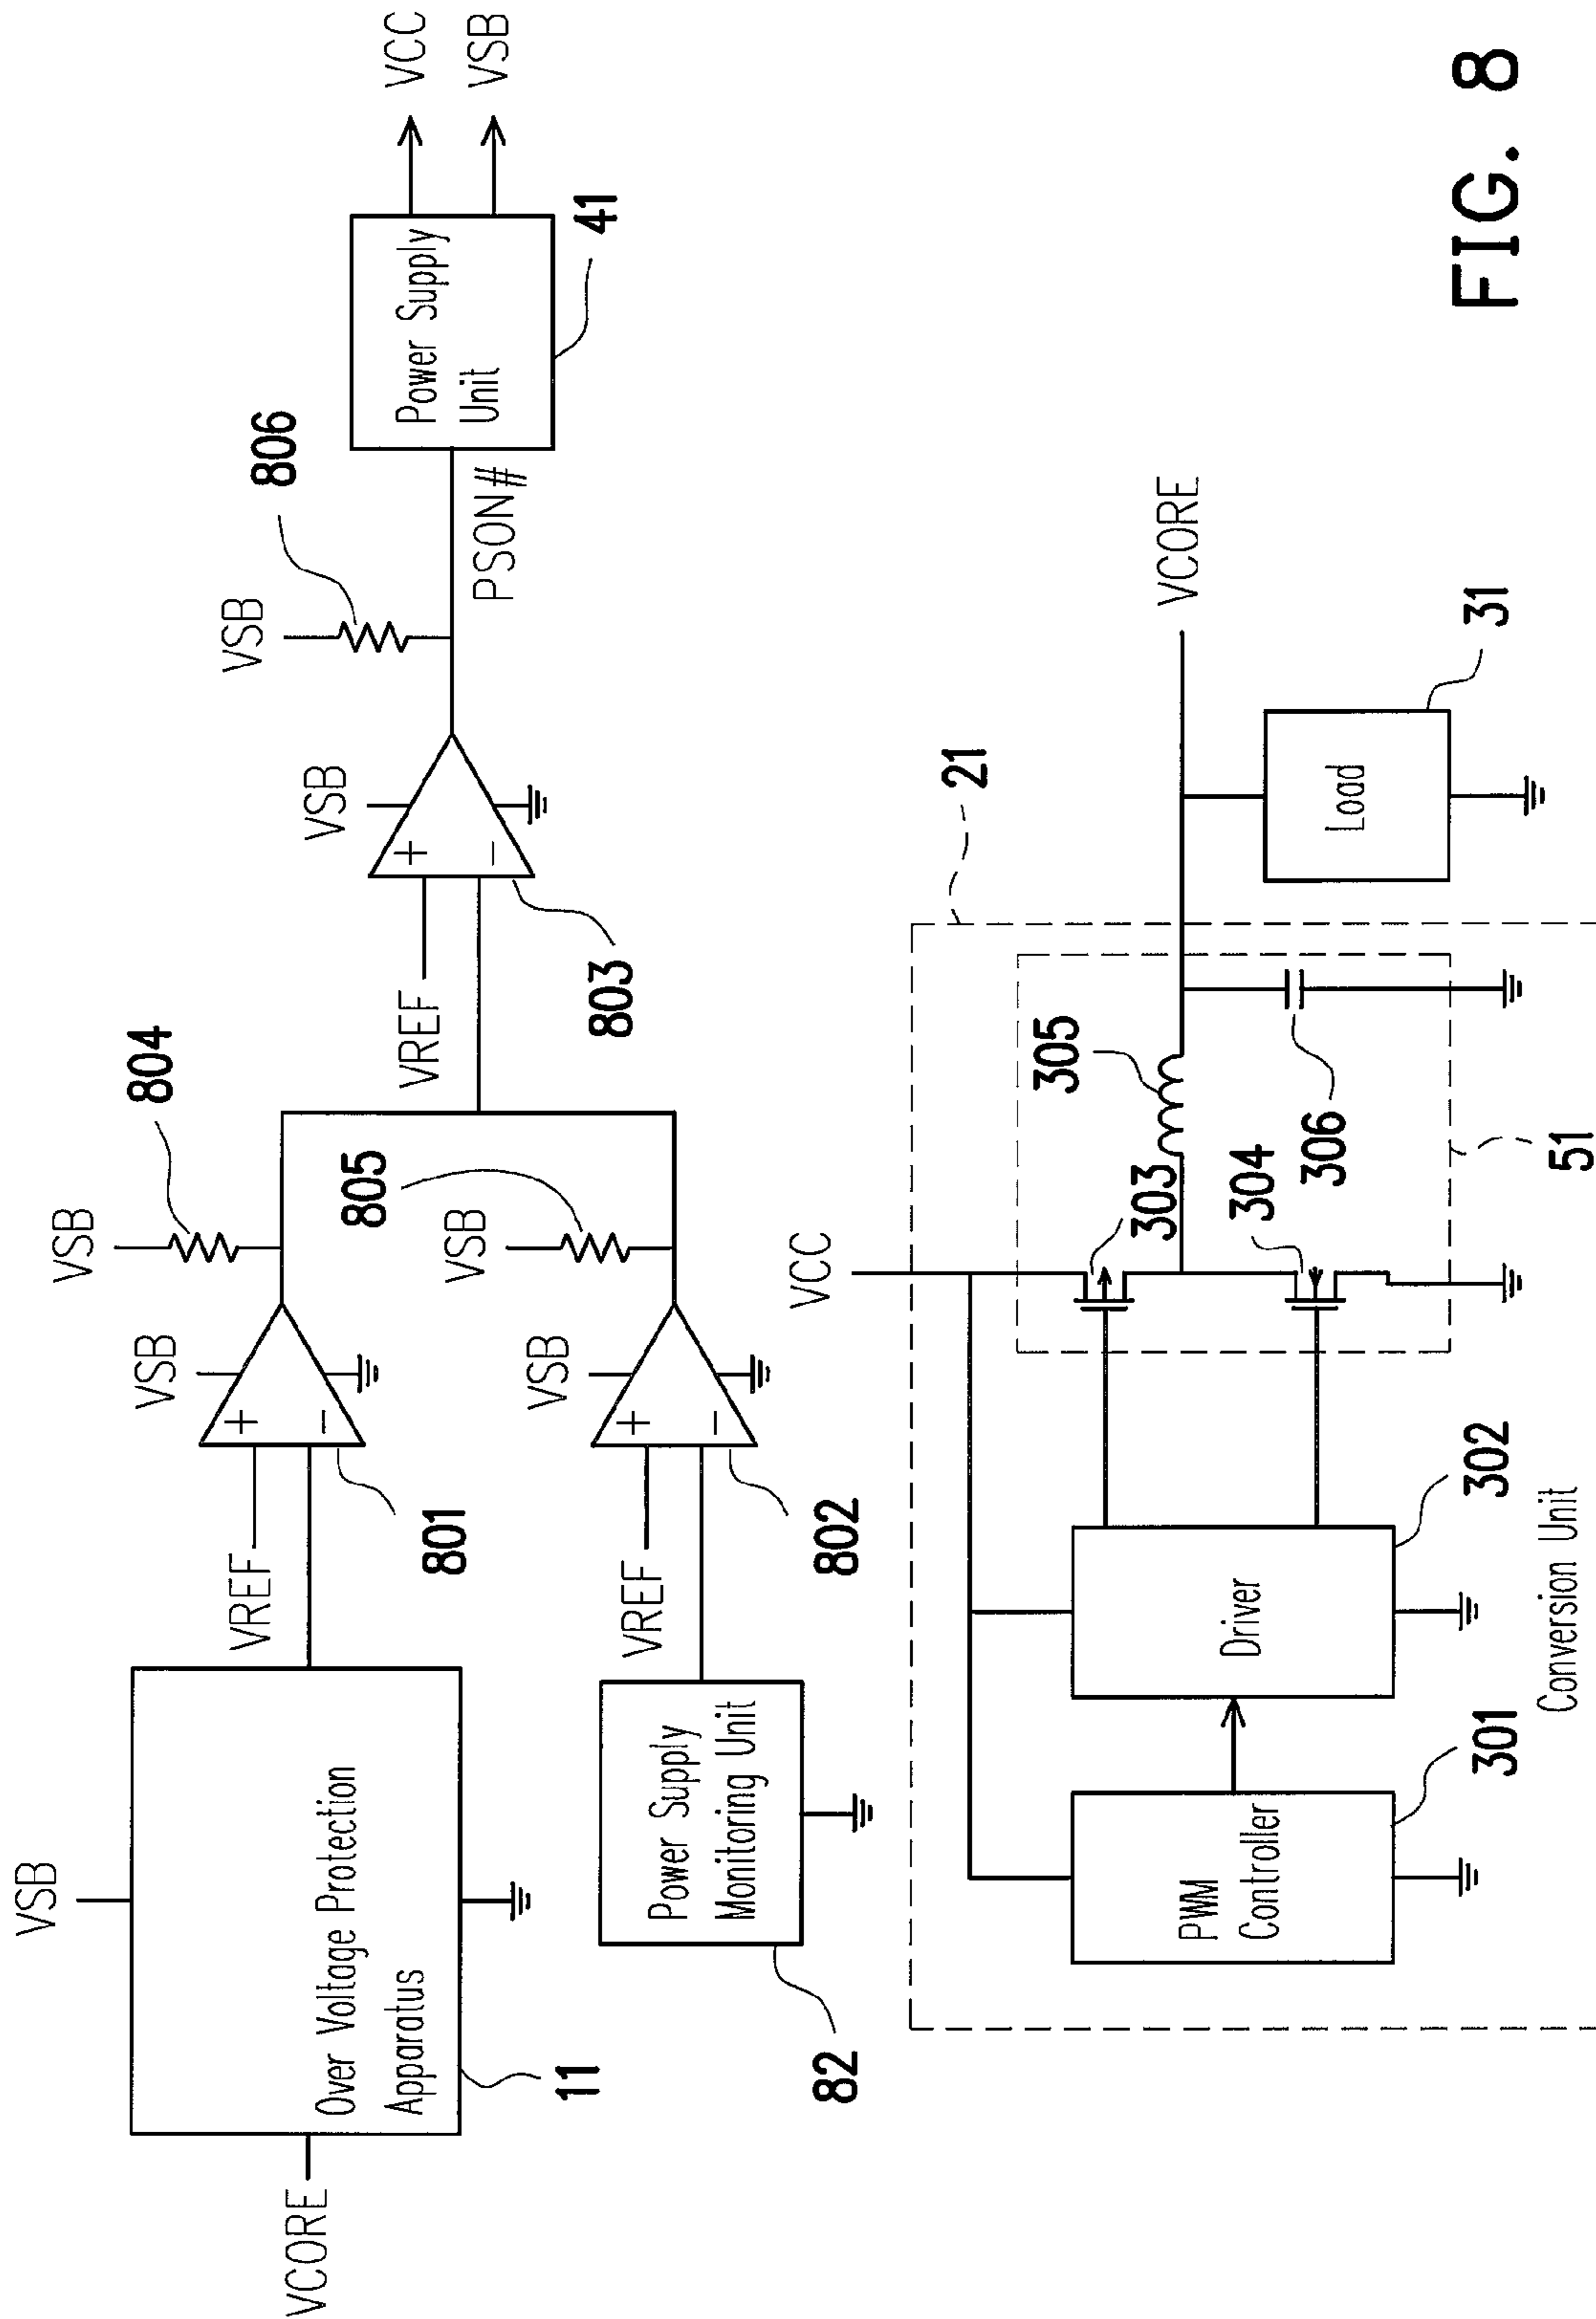 VCORE
VSB
Over Voltage Protection
Apparatus
11
VREF
+
−
VSB
801
VSB
804
Power Supply
Monitoring Unit
82
VREF
+
−
VSB
802
VSB
805
VREF
+
−
VSB
803
VSB
806
PSON#
Power Supply
Unit
41
VCC
VSB
PWM
Controller
301
Driver
302
Conversion Unit
VCC
303
304
305
306
51
21
VCORE
Load
31
FIG. 8